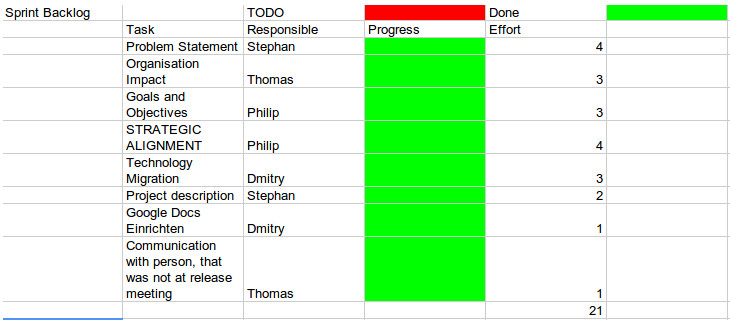 Sprint Backlog TODO Done
Task Responsible Progress Effort
Problem Statement Stephan 4
Organisation
Impact Thomas 3
Goals and
Objectives Philip 3
STRATEGIC
ALIGNMENT Philip 4
Technology
Migration Dmitry 3
Project description Stephan 2
Google Docs
Einrichten Dmitry 1
Communication
with person, that
was not at release
meeting Thomas 1
21